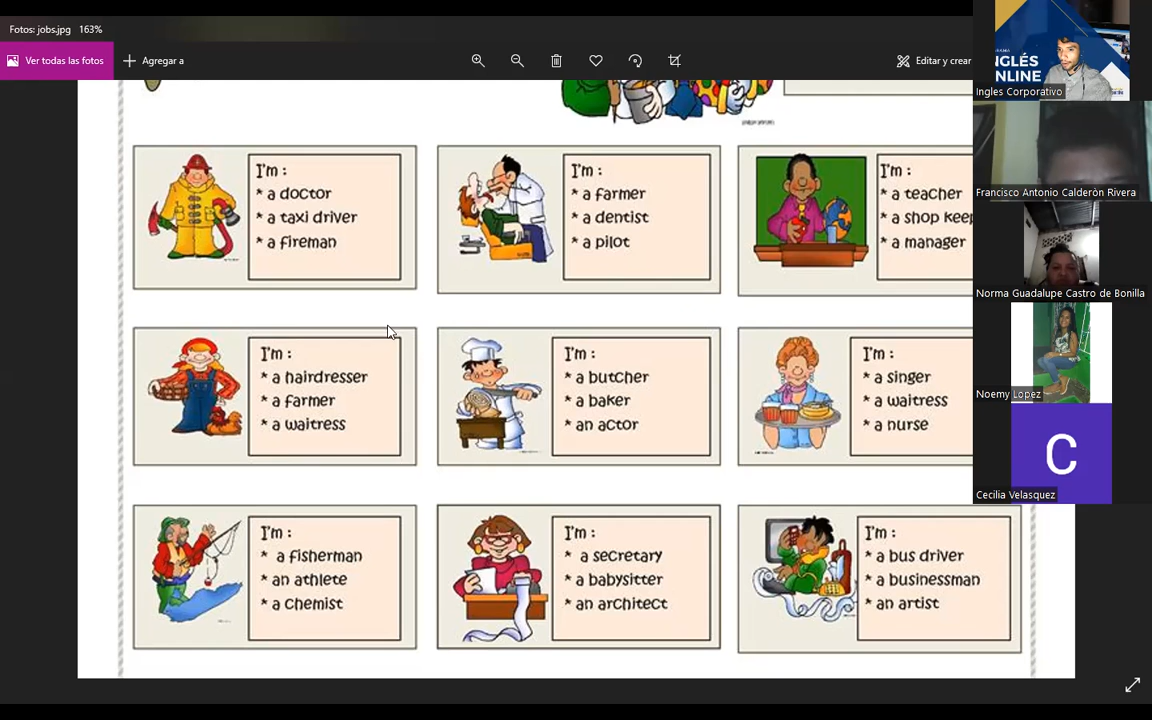 Fotos: jobs.jpg 163%
Ver todas las fotos
Agregar a
Editar y crear
NGLÉS
NLINE
Ingles Corporativo
Francisco Antonio Calderòn Rivera
Norma Guadalupe Castro de Bonilla
Noemy Lopez
C
Cecilia Velasquez
I'm :
* a doctor
* a taxi driver
* a fireman
I'm :
* a farmer
* a dentist
* a pilot
I'm :
* a teacher
* a shop keep
* a manager
I'm :
* a hairdresser
* a farmer
* a waitress
I'm :
* a butcher
* a baker
* an actor
I'm :
* a singer
* a waitress
* a nurse
I'm :
* a fisherman
* an athlete
* a chemist
I'm :
* a secretary
* a babysitter
* an architect
I'm :
* a bus driver
* a businessman
* an artist